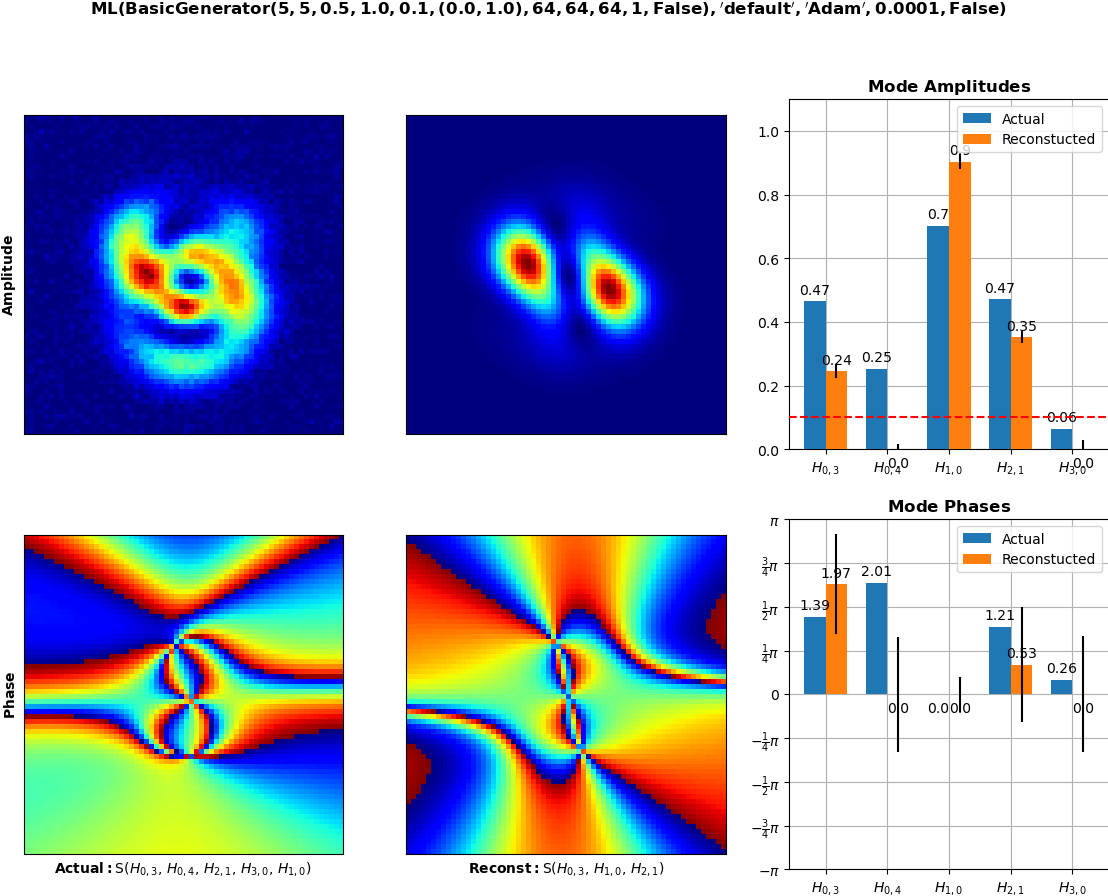 ML(BasicGenerator(5, 5, 0.5, 1.0, 0.1, (0.0, 1.0), 64, 64, 64, 1, False), ′default′, ′Adam′, 0.0001, False)
Amplitude
Mode Amplitudes
Actual
Reconstucted
1.0
0.8
0.6
0.4
0.2
0.0
0.47
0.24
0.25
0.0
0.7
0.9
0.47
0.35
0.06
0.0
H0,3 H0,4 H1,0 H2,1 H3,0
Phase
Mode Phases
Actual
Reconstucted
π
3/4π
1/2π
1/4π
0
−1/4π
−1/2π
−3/4π
−π
1.39
1.97
2.01
0.0
0.0
0.0
1.21
0.53
0.26
0.0
H0,3 H0,4 H1,0 H2,1 H3,0
Actual: S(H0,3, H0,4, H2,1, H3,0, H1,0)
Reconst: S(H0,3, H1,0, H2,1)